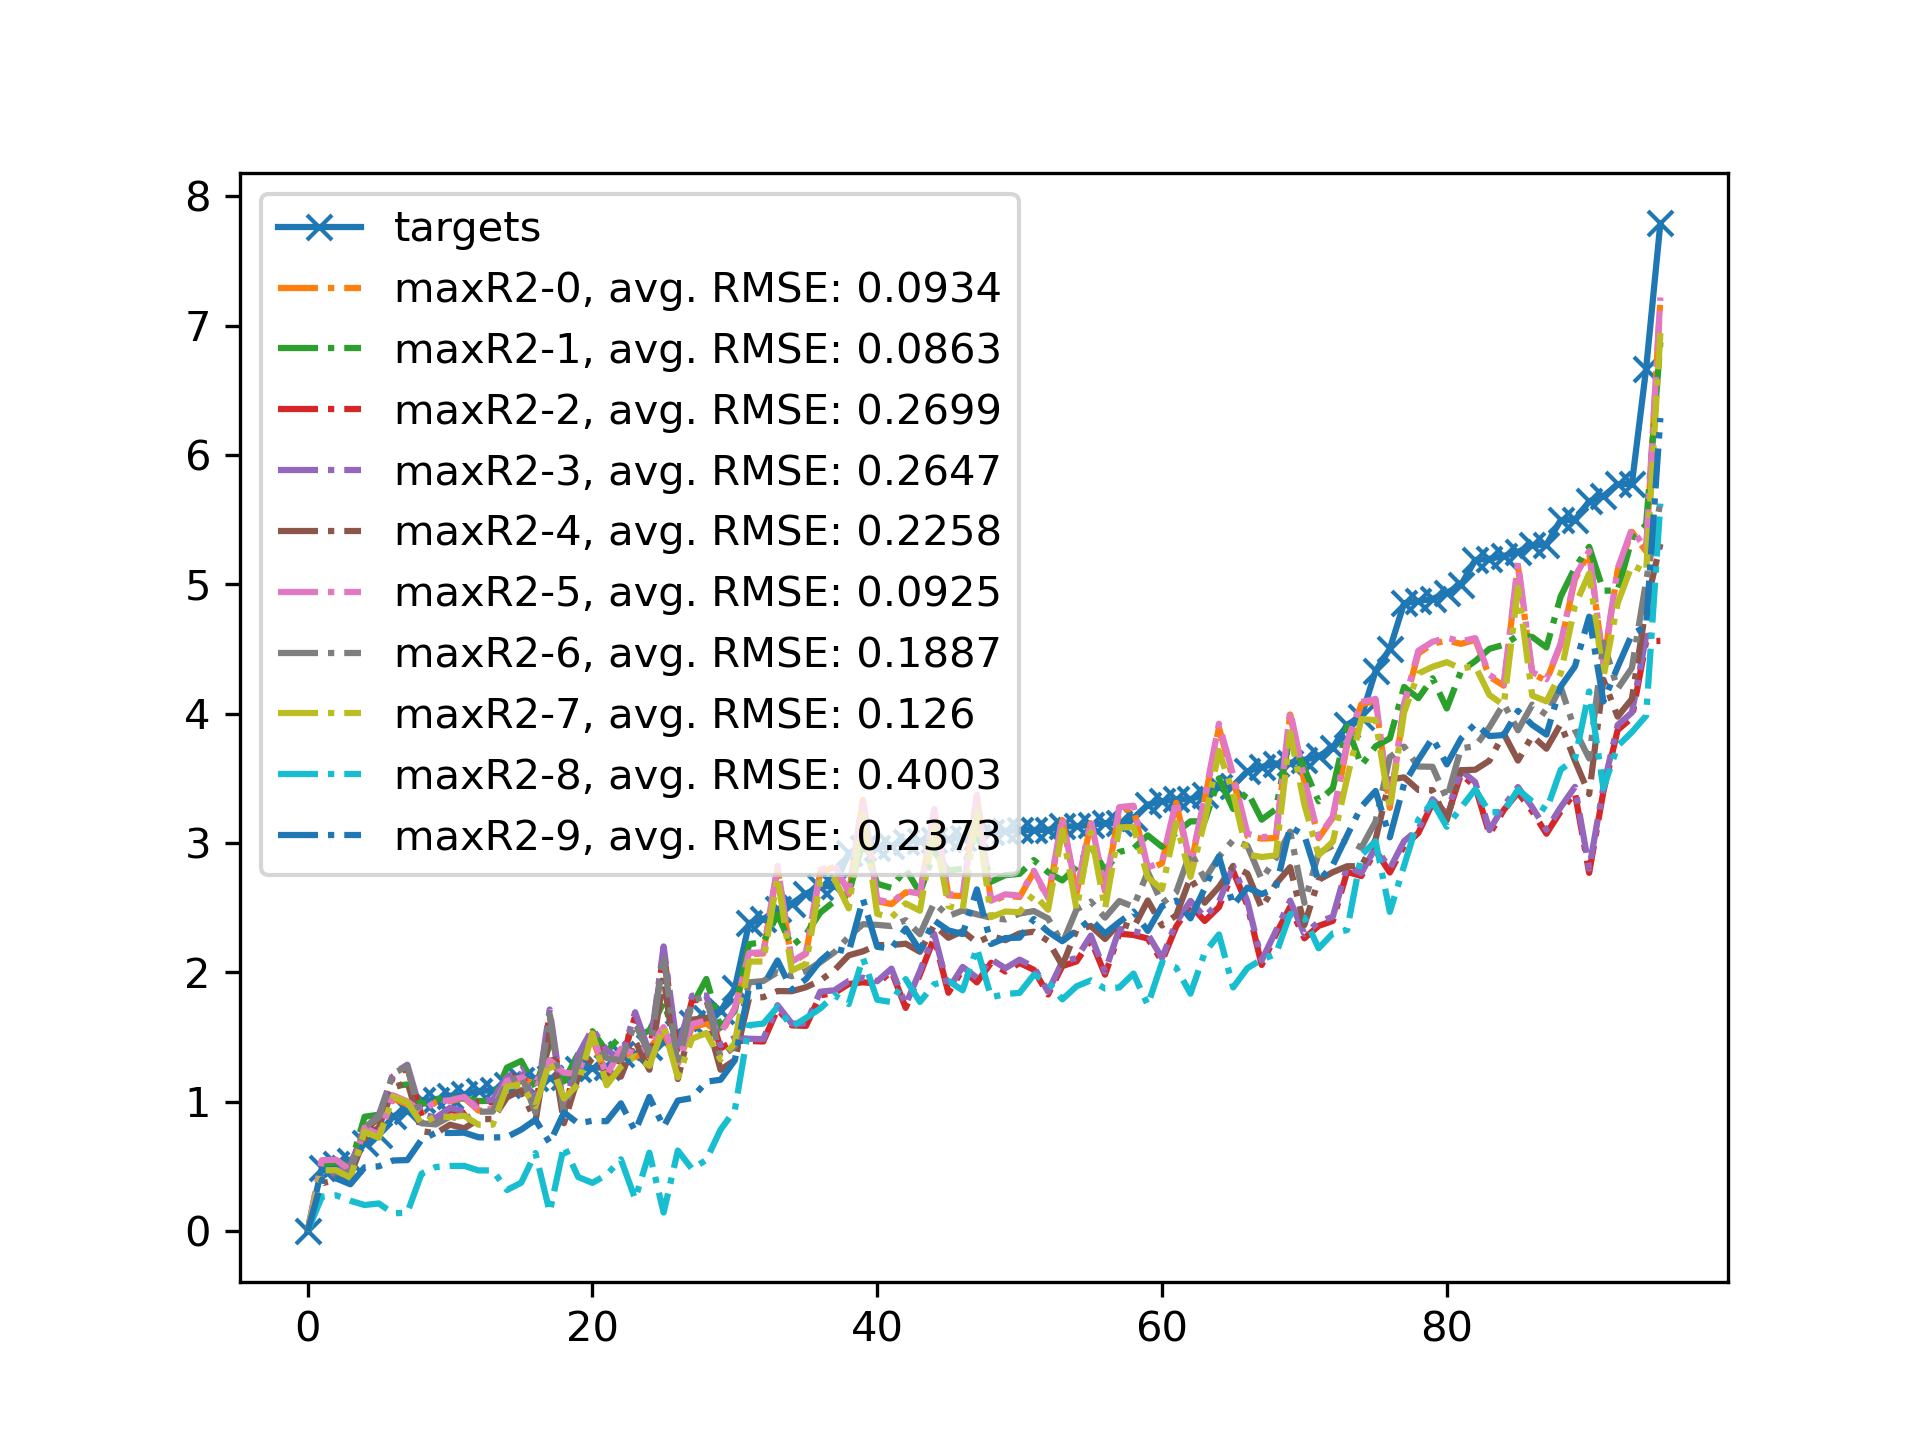 8
7
6
5
4
3
2
1
0
targets
maxR2-0, avg. RMSE: 0.0934
maxR2-1, avg. RMSE: 0.0863
maxR2-2, avg. RMSE: 0.2699
maxR2-3, avg. RMSE: 0.2647
maxR2-4, avg. RMSE: 0.2258
maxR2-5, avg. RMSE: 0.0925
maxR2-6, avg. RMSE: 0.1887
maxR2-7, avg. RMSE: 0.126
maxR2-8, avg. RMSE: 0.4003
maxR2-9, avg. RMSE: 0.2373
0 20 40 60 80